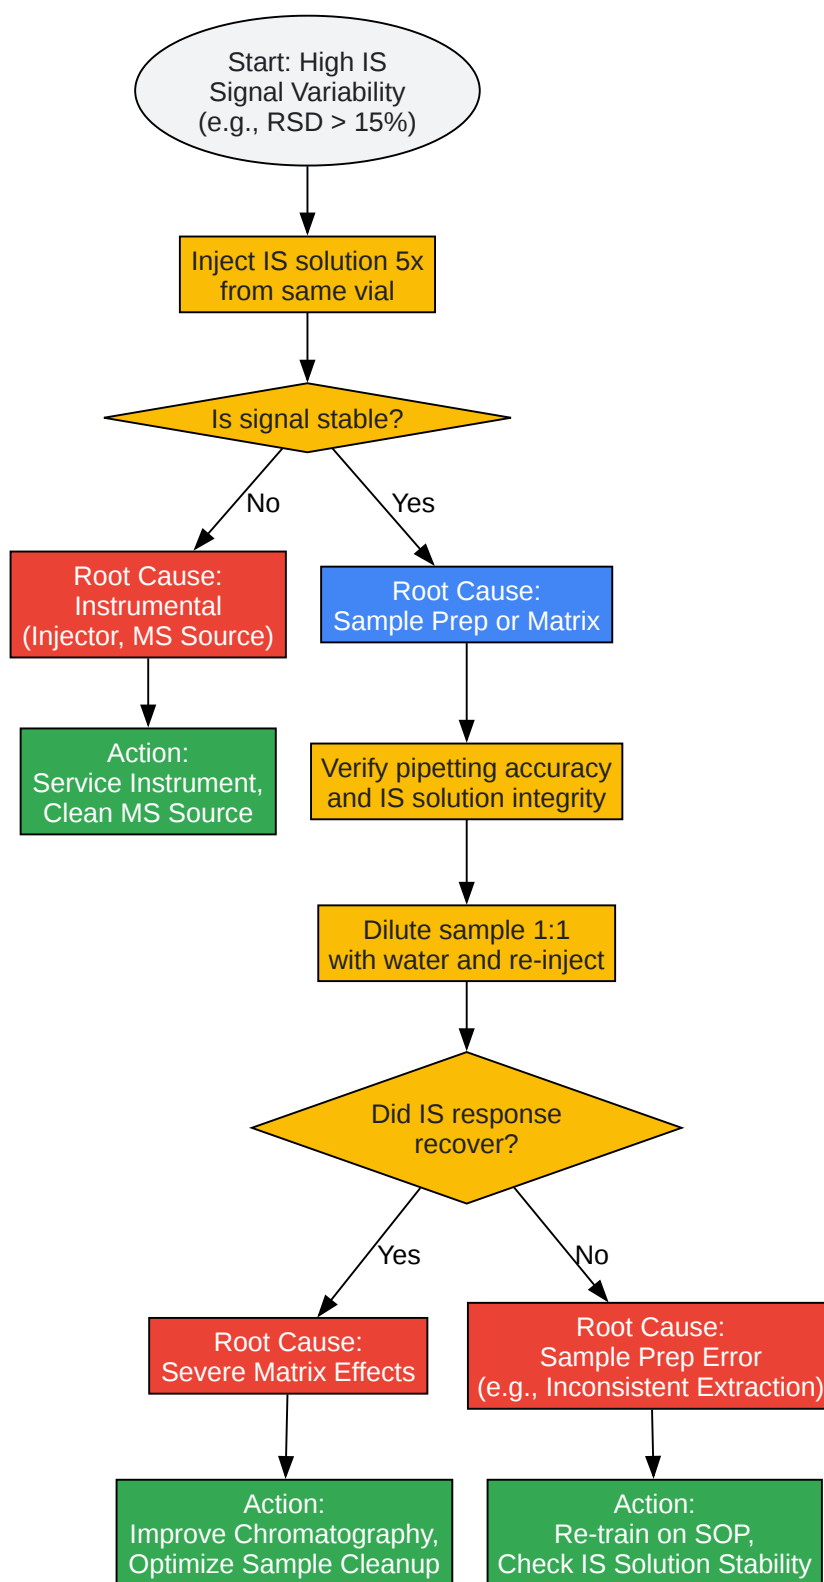 Start: High IS
Signal Variability
(e.g., RSD > 15%)
Inject IS solution 5x
from same vial
Is signal stable?
No
Yes
Root Cause:
Instrumental
(Injector, MS Source)
Root Cause:
Sample Prep or Matrix
Action:
Service Instrument,
Clean MS Source
Verify pipetting accuracy
and IS solution integrity
Dilute sample 1:1
with water and re-inject
Did IS response
recover?
Yes
No
Root Cause:
Severe Matrix Effects
Root Cause:
Sample Prep Error
(e.g., Inconsistent Extraction)
Action:
Improve Chromatography,
Optimize Sample Cleanup
Action:
Re-train on SOP,
Check IS Solution Stability